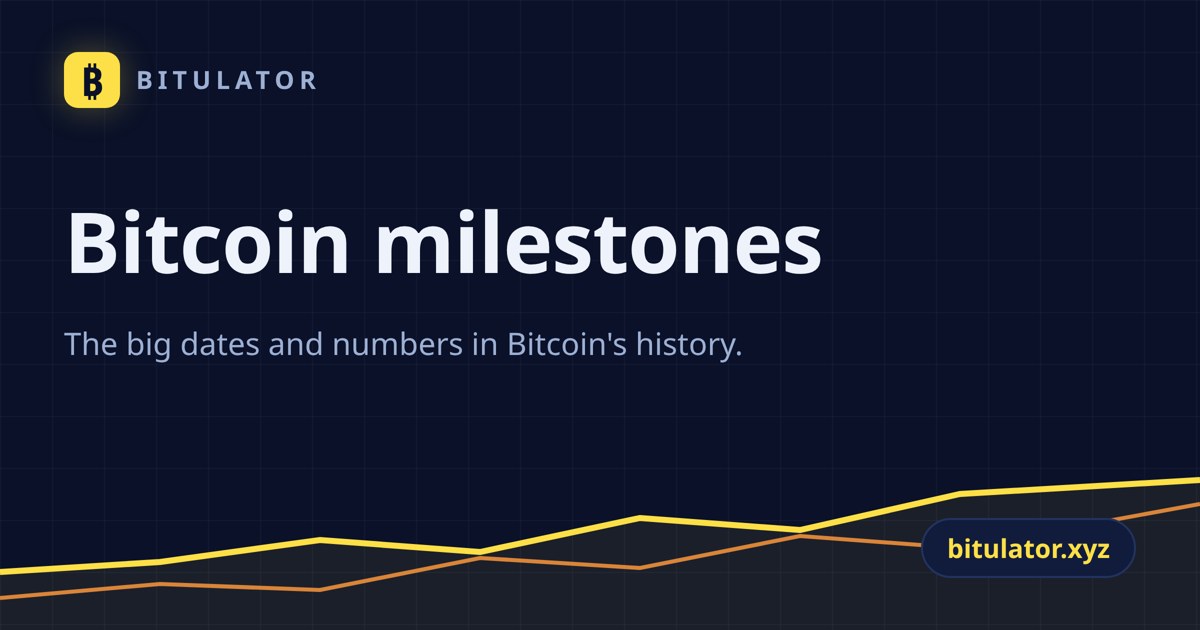 BITULATOR
Bitcoin milestones
The big dates and numbers in Bitcoin's history.
bitulator.xyz